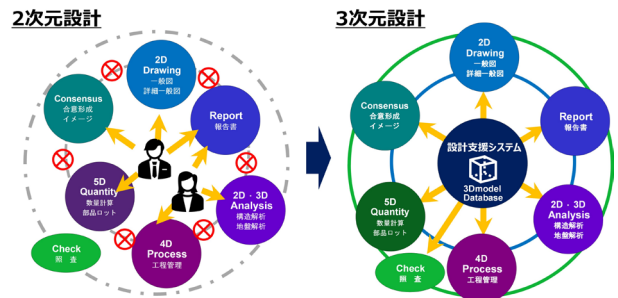 2次元設計
2D
Drawing
一般図
詳細一般図
Consensus
合意形成
イメージ
Report
報告書
5D
Quantity
数量計算
部品ロット
2D・3D
Analysis
構造解析
地盤解析
4D
Process
工程管理
Check
照 査
3次元設計
2D
Drawing
一般図
詳細一般図
Consensus
合意形成
イメージ
Report
報告書
設計支援システム
3Dmodel
Database
5D
Quantity
数量計算
部品ロット
2D・3D
Analysis
構造解析
地盤解析
4D
Process
工程管理
Check
照 査